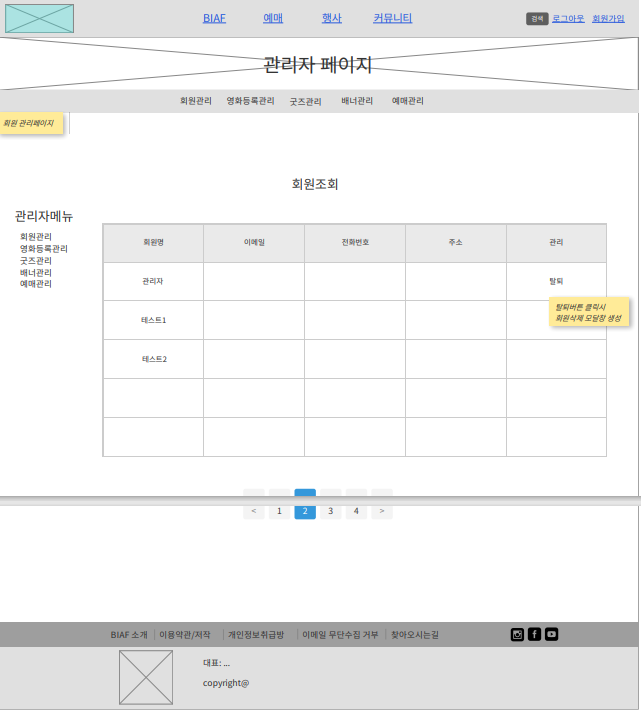 BIAF 예매 행사 커뮤니티 검색 로그아웃 회원가입
관리자 페이지
회원관리 영화등록관리 굿즈관리 배너관리 예매관리
회원 관리페이지
회원조회
관리자메뉴
회원관리
영화등록관리
굿즈관리
배너관리
예매관리
회원명 이메일 전화번호 주소 관리
관리자 탈퇴
탈퇴버튼 클릭시
회원삭제 모달창 생성
테스트1
테스트2
< 1 2 3 4 >
BIAF 소개 이용약관/저작 개인정보취급방 이메일 무단수집 거부 찾아오시는길
대표: ...
copyright@